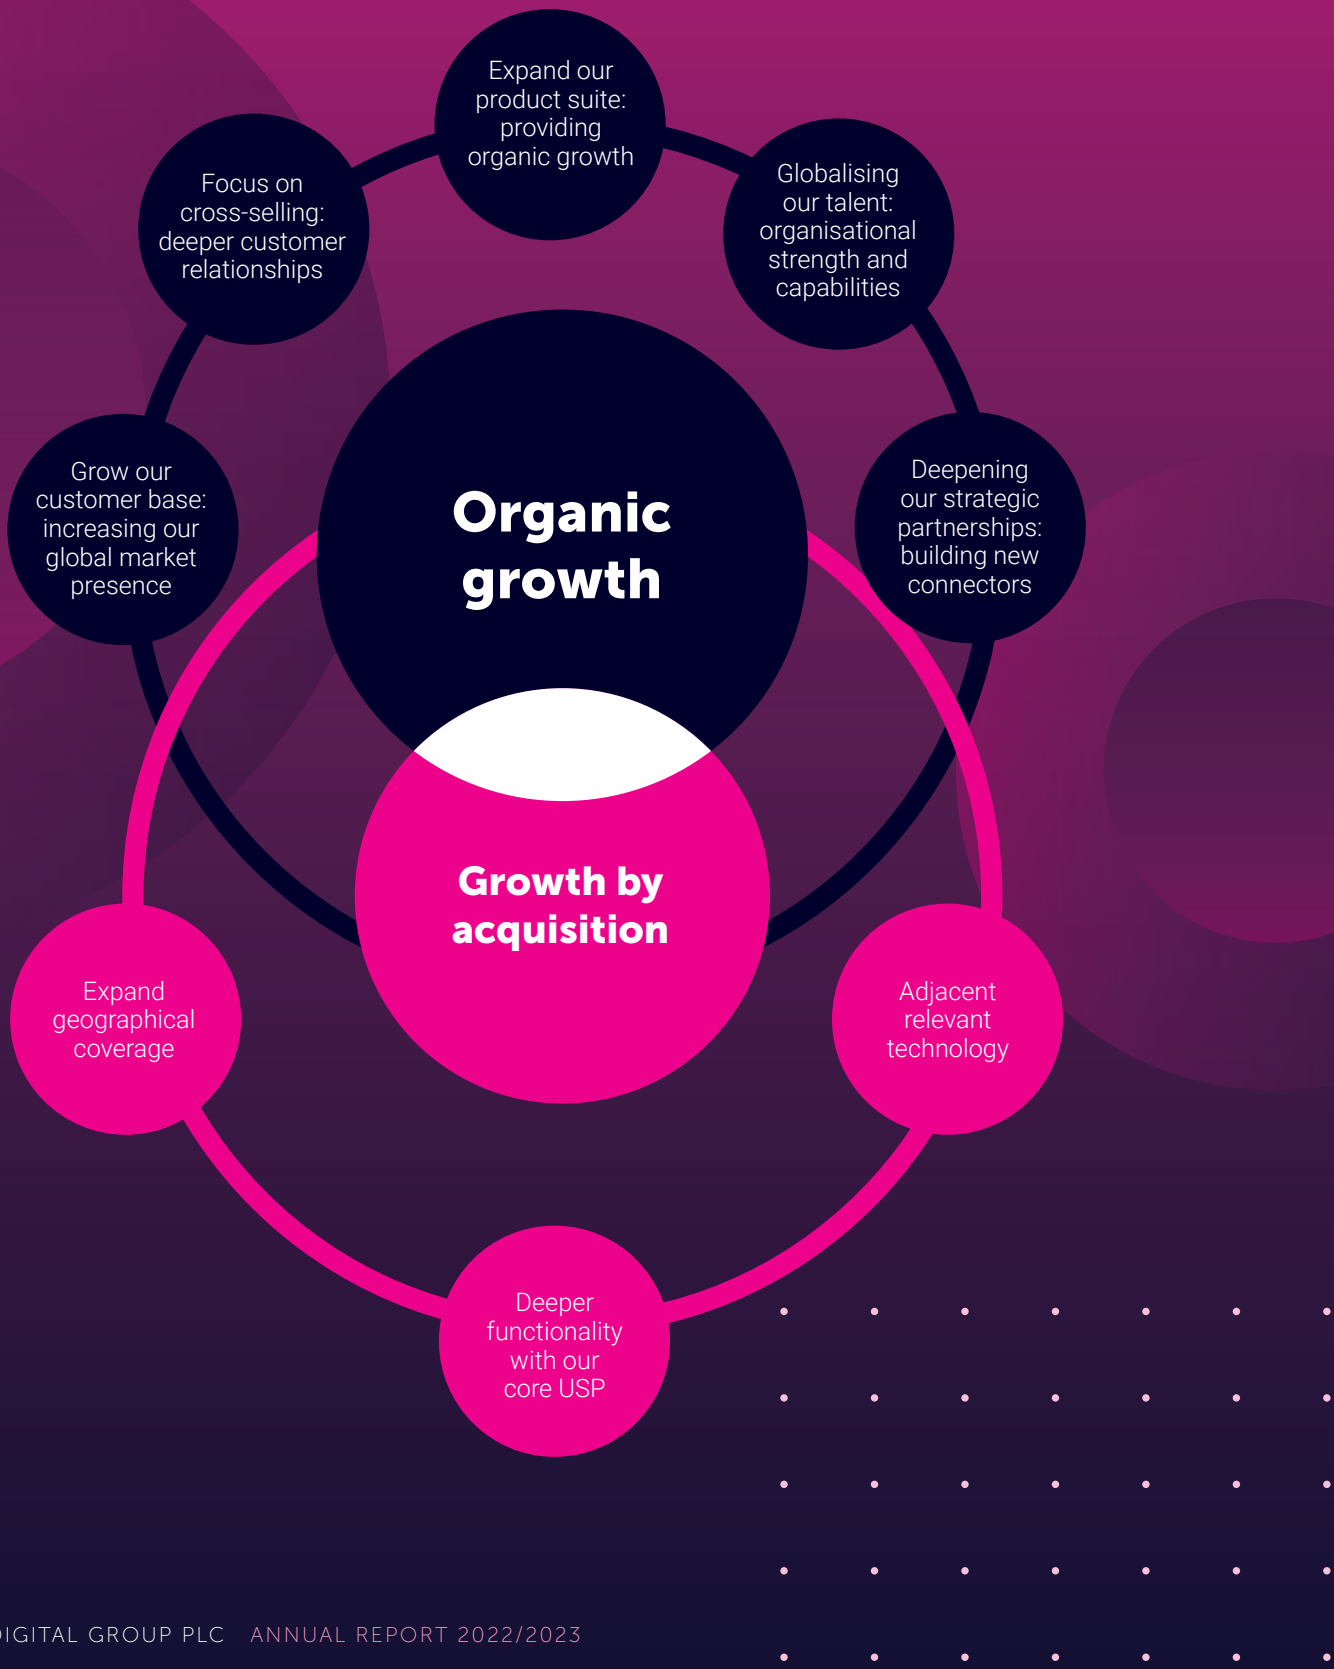 Expand our
product suite:
providing
organic growth
Focus on
cross-selling:
deeper customer
relationships
Globalising
our talent:
organisational
strength and
capabilities
Grow our
customer base:
increasing our
global market
presence
Organic
growth
Deepening
our strategic
partnerships:
building new
connectors
Growth by
acquisition
Expand
geographical
coverage
Adjacent
relevant
technology
Deeper
functionality
with our
core USP
DIGITAL GROUP PLC ANNUAL REPORT 2022/2023